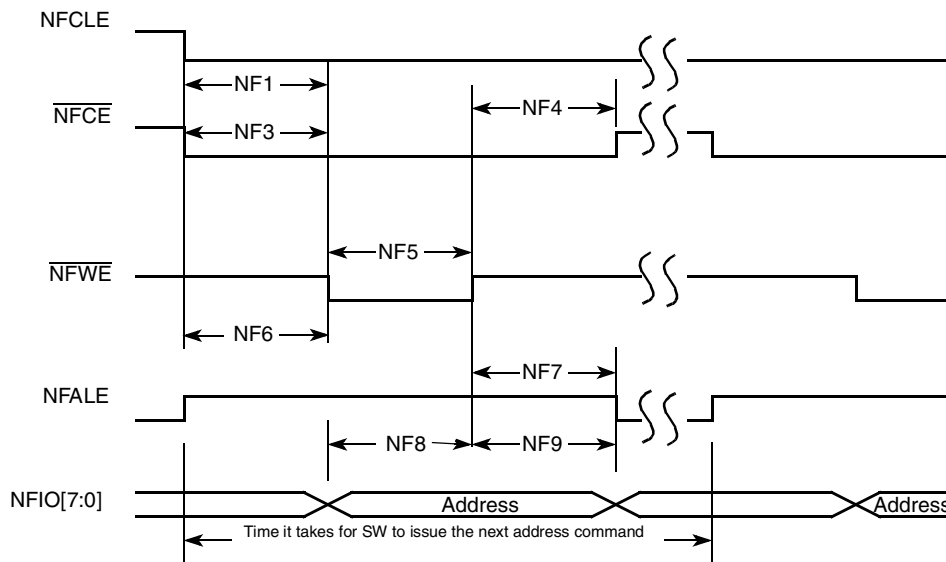 NFCLE
NF1
NF4
NFCE
NF3
NF5
NFWE
NF6
NF7
NFALE
NF8
NF9
NFIO[7:0]
Address
Address
Time it takes for SW to issue the next address command